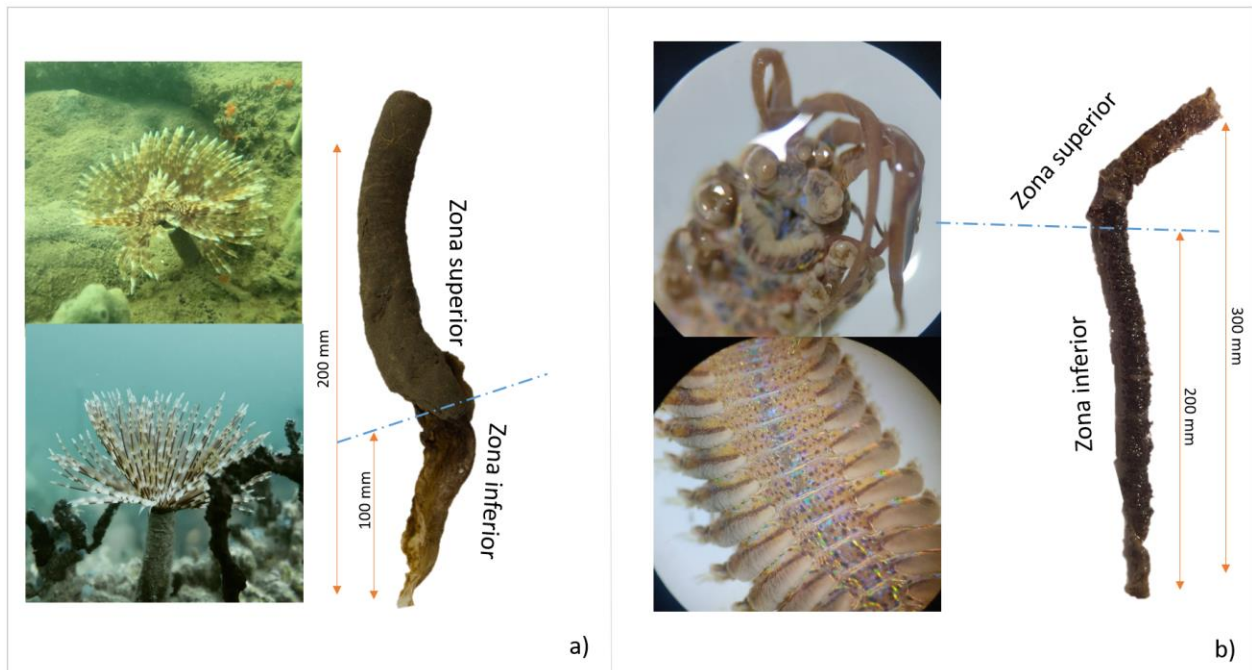 Zona superior
200 mm
Zona inferior
100 mm
a)
Zona superior
Zona inferior
300 mm
200 mm
b)